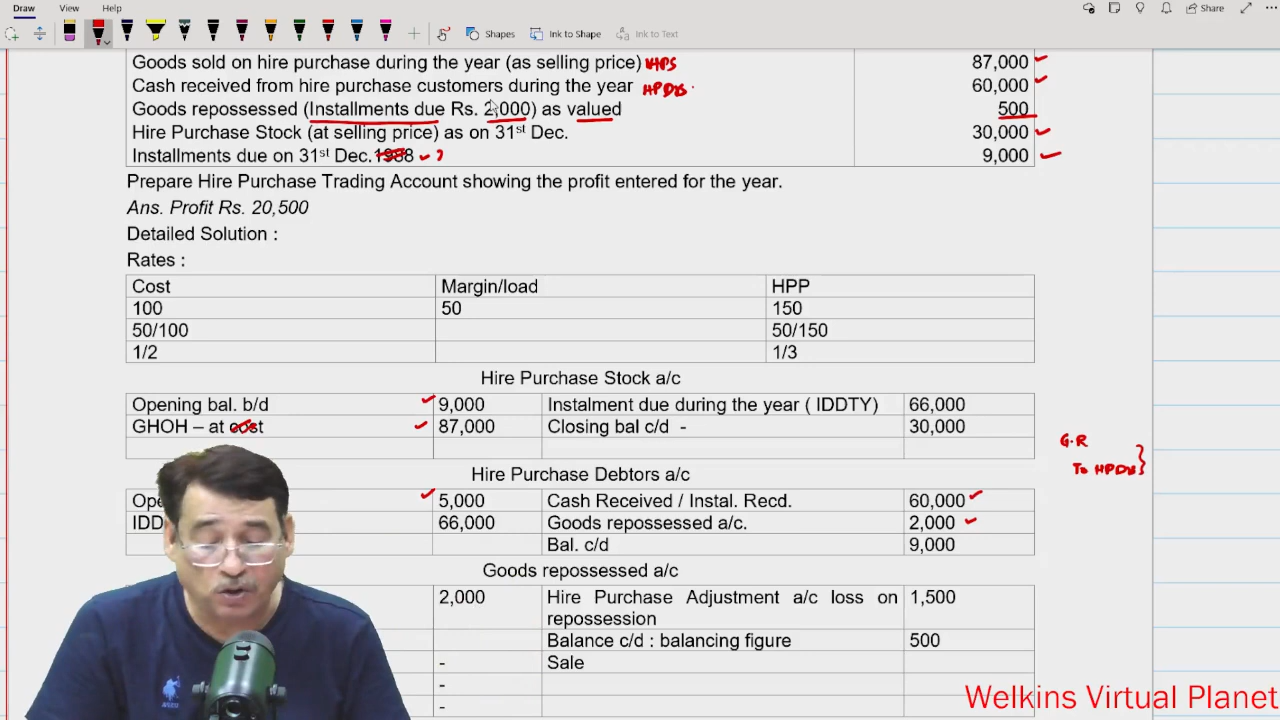 Draw View Help
Share
Shapes Ink to Shape Ink to Text
Goods sold on hire purchase during the year (as selling price) HPS 87,000
Cash received from hire purchase customers during the year HPDrs 60,000
Goods repossessed (Installments due Rs. 2,000) as valued 500
Hire Purchase Stock (at selling price) as on 31st Dec. 30,000
Installments due on 31st Dec. 1988 ? 9,000
Prepare Hire Purchase Trading Account showing the profit entered for the year.
Ans. Profit Rs. 20,500
Detailed Solution :
Rates :
Cost Margin/load HPP
100 50 150
50/100 50/150
1/2 1/3
Hire Purchase Stock a/c
Opening bal. b/d 9,000 Instalment due during the year ( IDDTY) 66,000
GHOH – at cost 87,000 Closing bal c/d - 30,000
G.R
To HPDrs
Hire Purchase Debtors a/c
Ope 5,000 Cash Received / Instal. Recd. 60,000
IDD 66,000 Goods repossessed a/c. 2,000
Bal. c/d 9,000
Goods repossessed a/c
2,000 Hire Purchase Adjustment a/c loss on 1,500
repossession
Balance c/d : balancing figure 500
- Sale
-
-
Welkins Virtual Planet